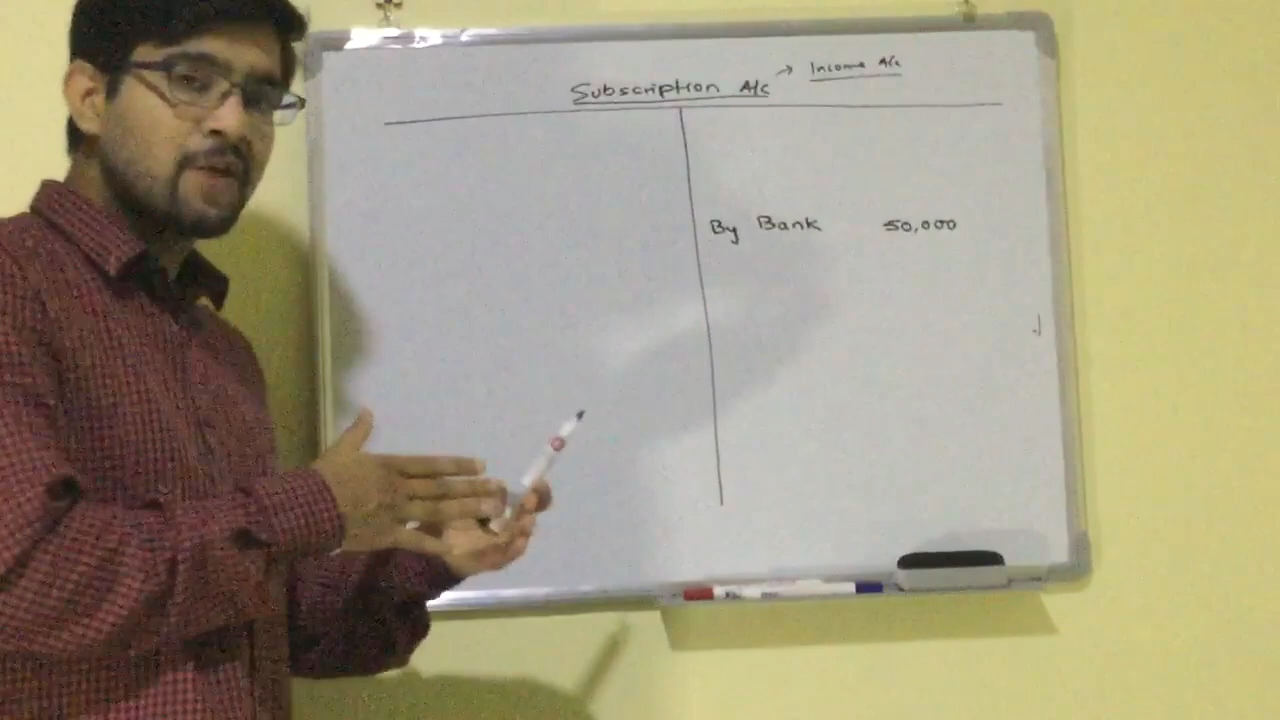 Subscription A/c → Income A/c
By Bank 50,000